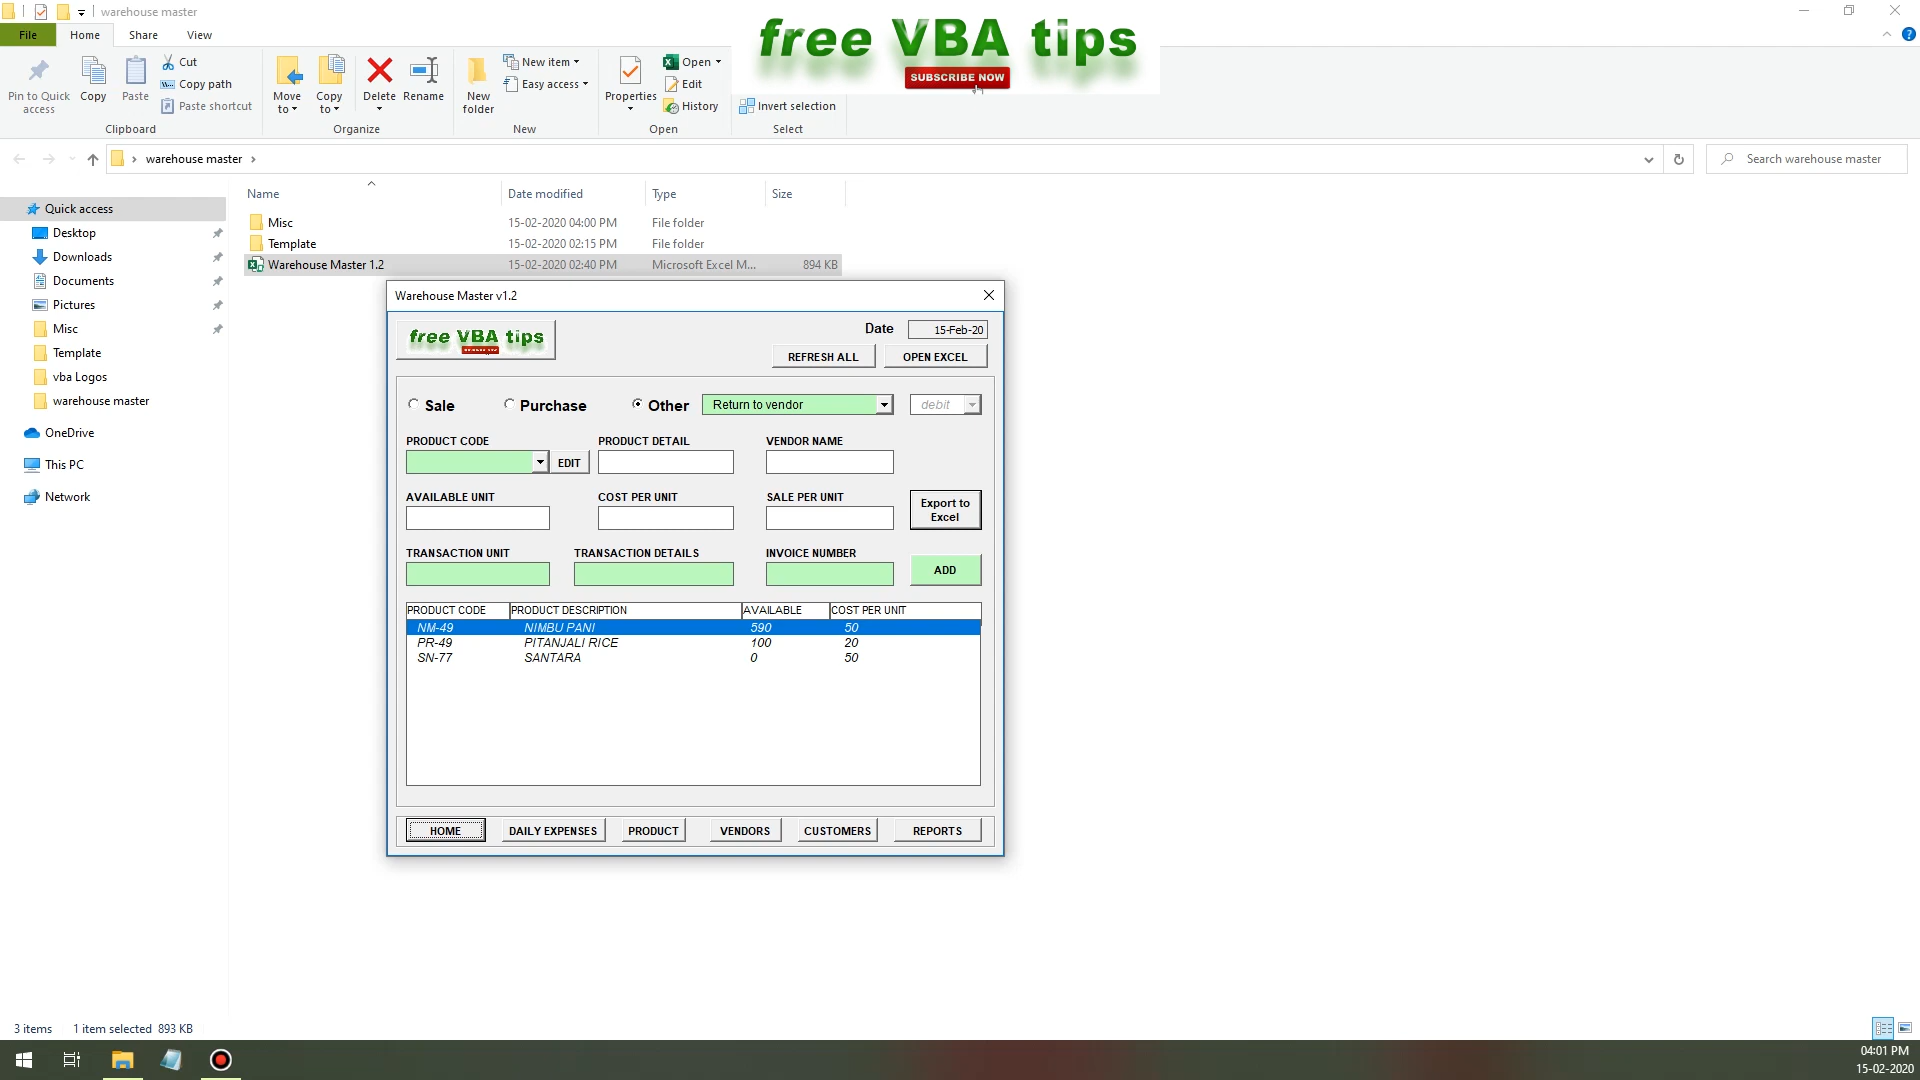 warehouse master
File Home Share View
free VBA tips
SUBSCRIBE NOW
Pin to Quick access
Copy
Paste
Cut
Copy path
Paste shortcut
Clipboard
Move to
Copy to
Delete
Rename
Organize
New folder
New item
Easy access
New
Properties
Open
Edit
History
Open
Invert selection
Select
warehouse master
Search warehouse master
Name Date modified Type Size
Misc 15-02-2020 04:00 PM File folder
Template 15-02-2020 02:15 PM File folder
Warehouse Master 1.2 15-02-2020 02:40 PM Microsoft Excel M... 894 KB
Quick access
Desktop
Downloads
Documents
Pictures
Misc
Template
vba Logos
warehouse master
OneDrive
This PC
Network
Warehouse Master v1.2
free VBA tips
Date 15-Feb-20
REFRESH ALL OPEN EXCEL
Sale Purchase Other Return to vendor debit
PRODUCT CODE PRODUCT DETAIL VENDOR NAME
EDIT
AVAILABLE UNIT COST PER UNIT SALE PER UNIT
Export to Excel
TRANSACTION UNIT TRANSACTION DETAILS INVOICE NUMBER
ADD
PRODUCT CODE PRODUCT DESCRIPTION AVAILABLE COST PER UNIT
NM-49 NIMBU PANI 590 50
PR-49 PITANJALI RICE 100 20
SN-77 SANTARA 0 50
HOME DAILY EXPENSES PRODUCT VENDORS CUSTOMERS REPORTS
3 items 1 item selected 893 KB
04:01 PM
15-02-2020